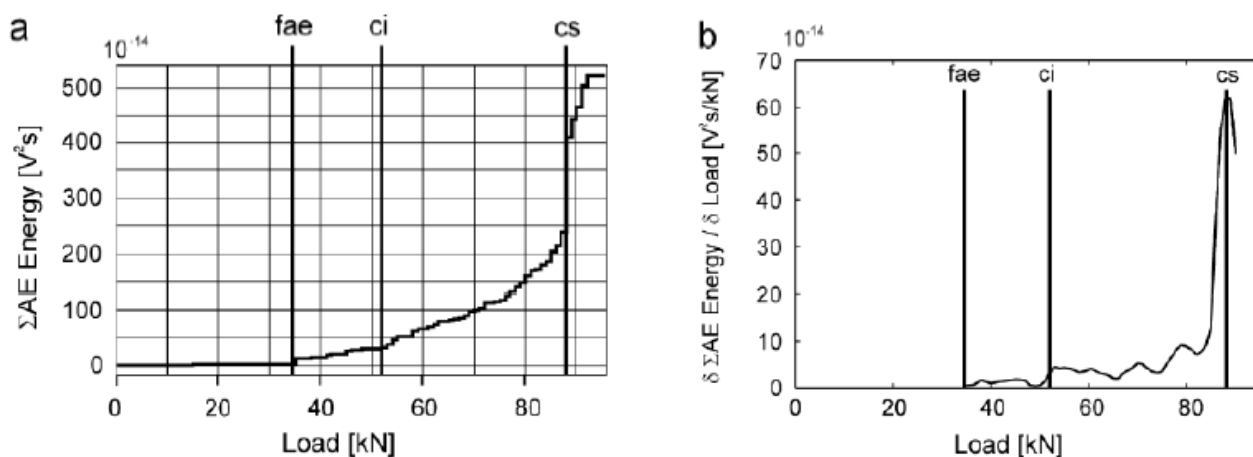 a
fae ci cs
10⁻¹⁴
500
400
300
200
100
0
ΣAE Energy [V²s]
0 20 40 60 80
Load [kN]
b
10⁻¹⁴
70
60
50
40
30
20
10
0
fae ci cs
δ ΣAE Energy / δ Load [V²s/kN]
0 20 40 60 80
Load [kN]